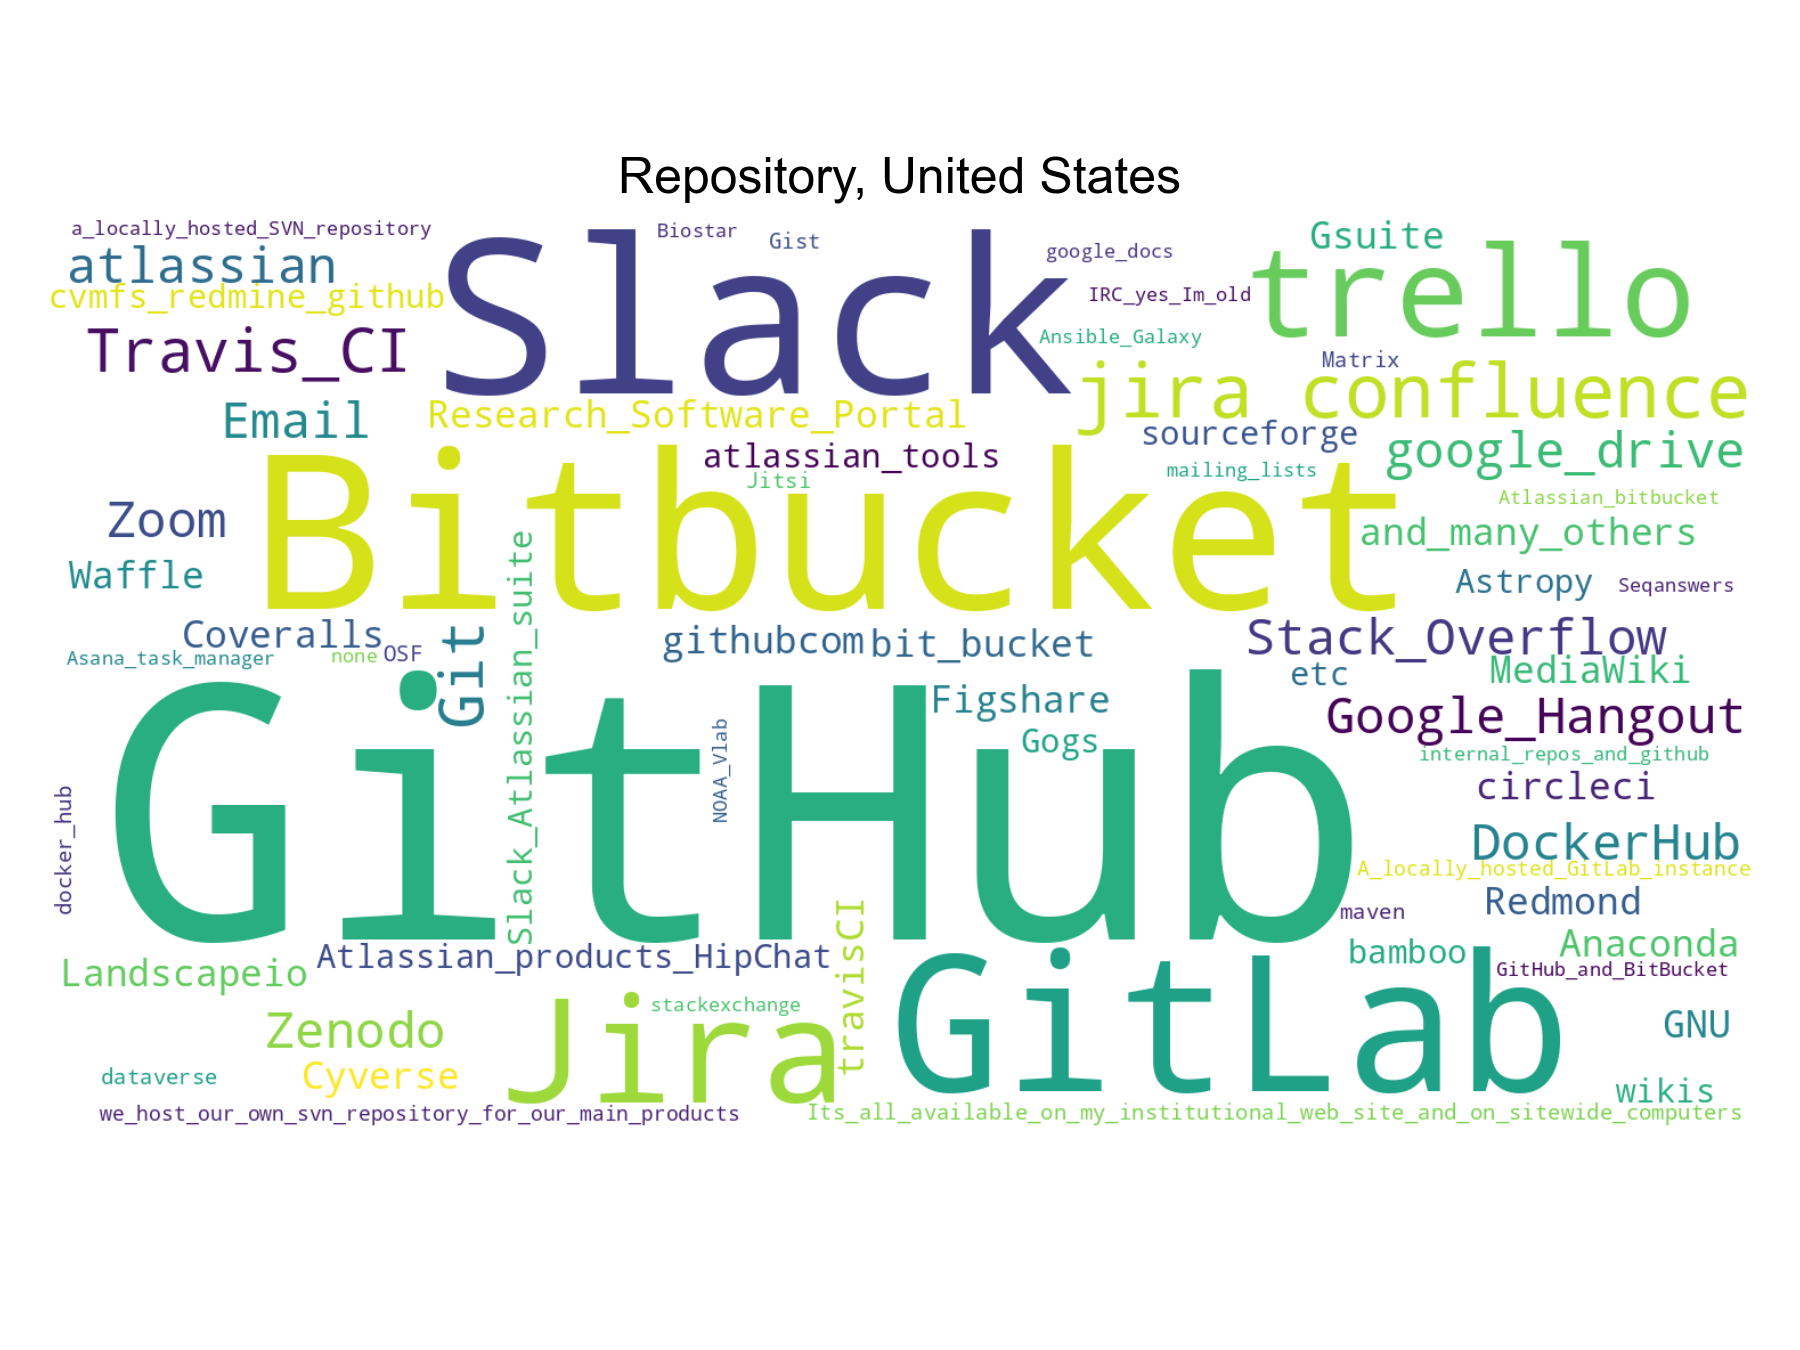 Repository, United States
a_locally_hosted_SVN_repository
Biostar
Gist
Gsuite
atlassian
Slack
google_docs
trello
cvmfs_redmine_github
IRC_yes_Im_old
Travis_CI
Ansible_Galaxy
Matrix
jira confluence
Email
Research_Software_Portal
sourceforge
atlassian_tools
google_drive
Jitsi
mailing_lists
Bitbucket
Atlassian_bitbucket
Zoom
and_many_others
Waffle
Astropy
Seqanswers
Slack_Atlassian_suite
Coveralls
Git
githubcom
bit_bucket
Stack_Overflow
Asana_task_manager
none
OSF
etc
MediaWiki
Figshare
Google_Hangout
Gogs
NOAA_Vlab
internal_repos_and_github
GitHub
circleci
docker_hub
DockerHub
A_locally_hosted_GitLab_instance
Redmond
maven
travisCI
Anaconda
bamboo
Atlassian_products_HipChat
Landscapeio
GitHub_and_BitBucket
stackexchange
Jira
GitLab
Zenodo
GNU
dataverse
Cyverse
wikis
we_host_our_own_svn_repository_for_our_main_products
Its_all_available_on_my_institutional_web_site_and_on_sitewide_computers